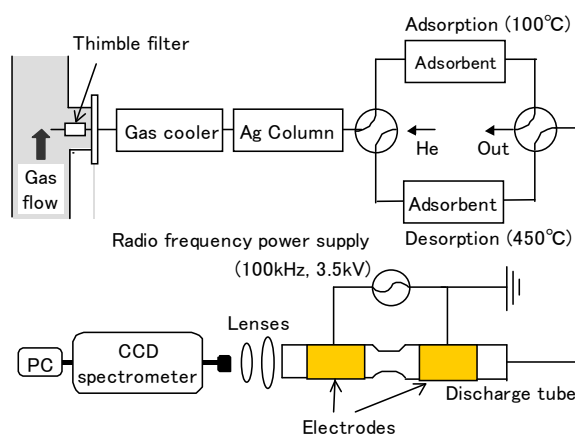 Adsorption (100℃)
Thimble filter
Adsorbent
Gas cooler
Ag Column
He
Out
Gas
flow
Adsorbent
Desorption (450℃)
Radio frequency power supply
(100kHz, 3.5kV)
Lenses
PC
CCD
spectrometer
Discharge tube
Electrodes